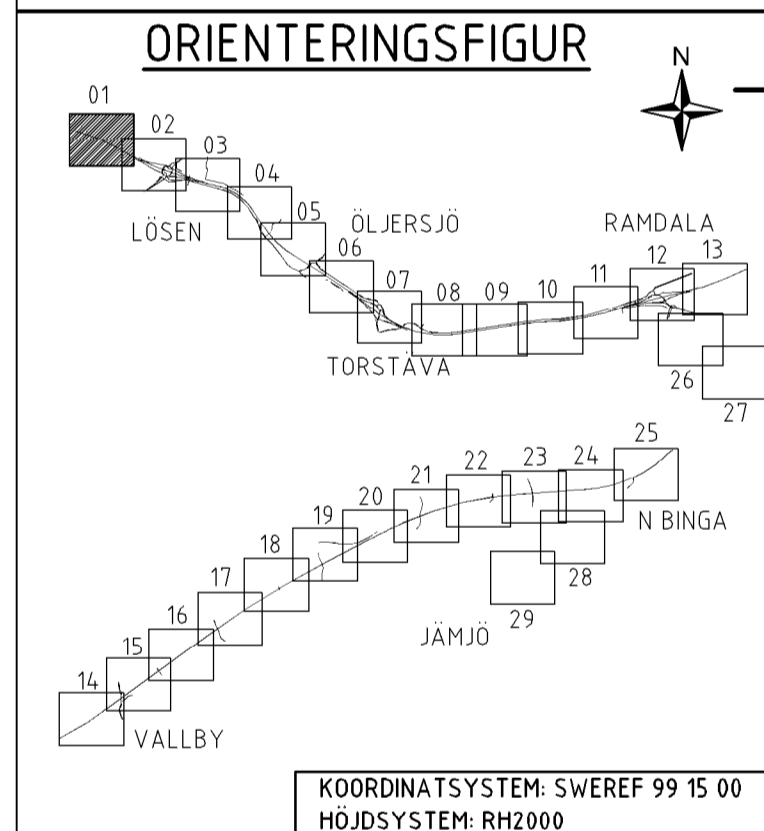 ORIENTERINGSFIGUR
N
01
02
03
04
LÖSEN
05
ÖLJERSJÖ
RAMDALA
06
07
08
09
10
11
12
13
TORSTÄVA
26
27
25
24
23
22
21
20
N BINGA
19
18
28
17
29
16
JÄMJÖ
15
14
VALLBY
KOORDINATSYSTEM: SWEREF 99 15 00
HÖJDSYSTEM: RH2000